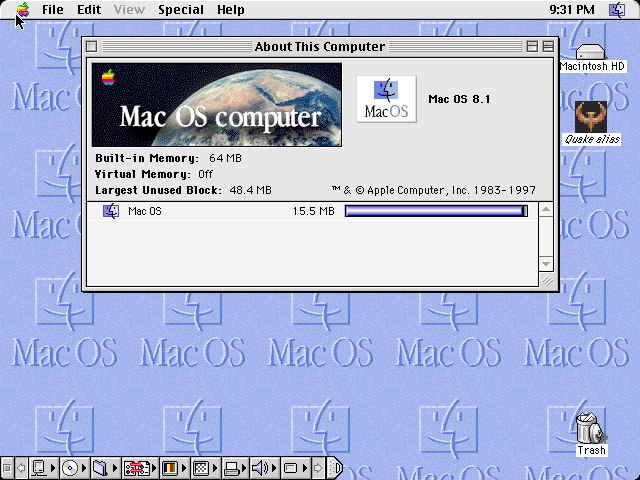 File Edit View Special Help 9:31 PM
About This Computer
Macintosh HD
Mac OS computer
MacOS
Mac OS 8.1
Quake alias
Built-in Memory: 64 MB
Virtual Memory: Off
Largest Unused Block: 48.4 MB ™ & © Apple Computer, Inc. 1983-1997
Mac OS 15.5 MB
Mac OS Mac OS Mac OS Mac OS Mac OS
Trash